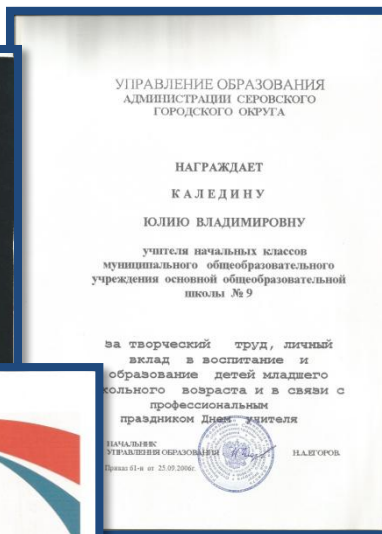 УПРАВЛЕНИЕ ОБРАЗОВАНИЯ
АДМИНИСТРАЦИИ СЕРОВСКОГО
ГОРОДСКОГО ОКРУГА
НАГРАЖДАЕТ
КАЛЕДИНУ
ЮЛИЮ ВЛАДИМИРОВНУ
учителя начальных классов
муниципального общеобразовательного
учреждения основной общеобразовательной
школы № 9
за творческий труд, личный
вклад в воспитание и
образование детей младшего
кольного возраста и в связи с
профессиональным
праздником Днем учителя
НАЧАЛЬНИК
УПРАВЛЕНИЯ ОБРАЗОВАНИЯ Н.А.ЕГОРОВ.
Приказ 61-н от 25.09.2006г.